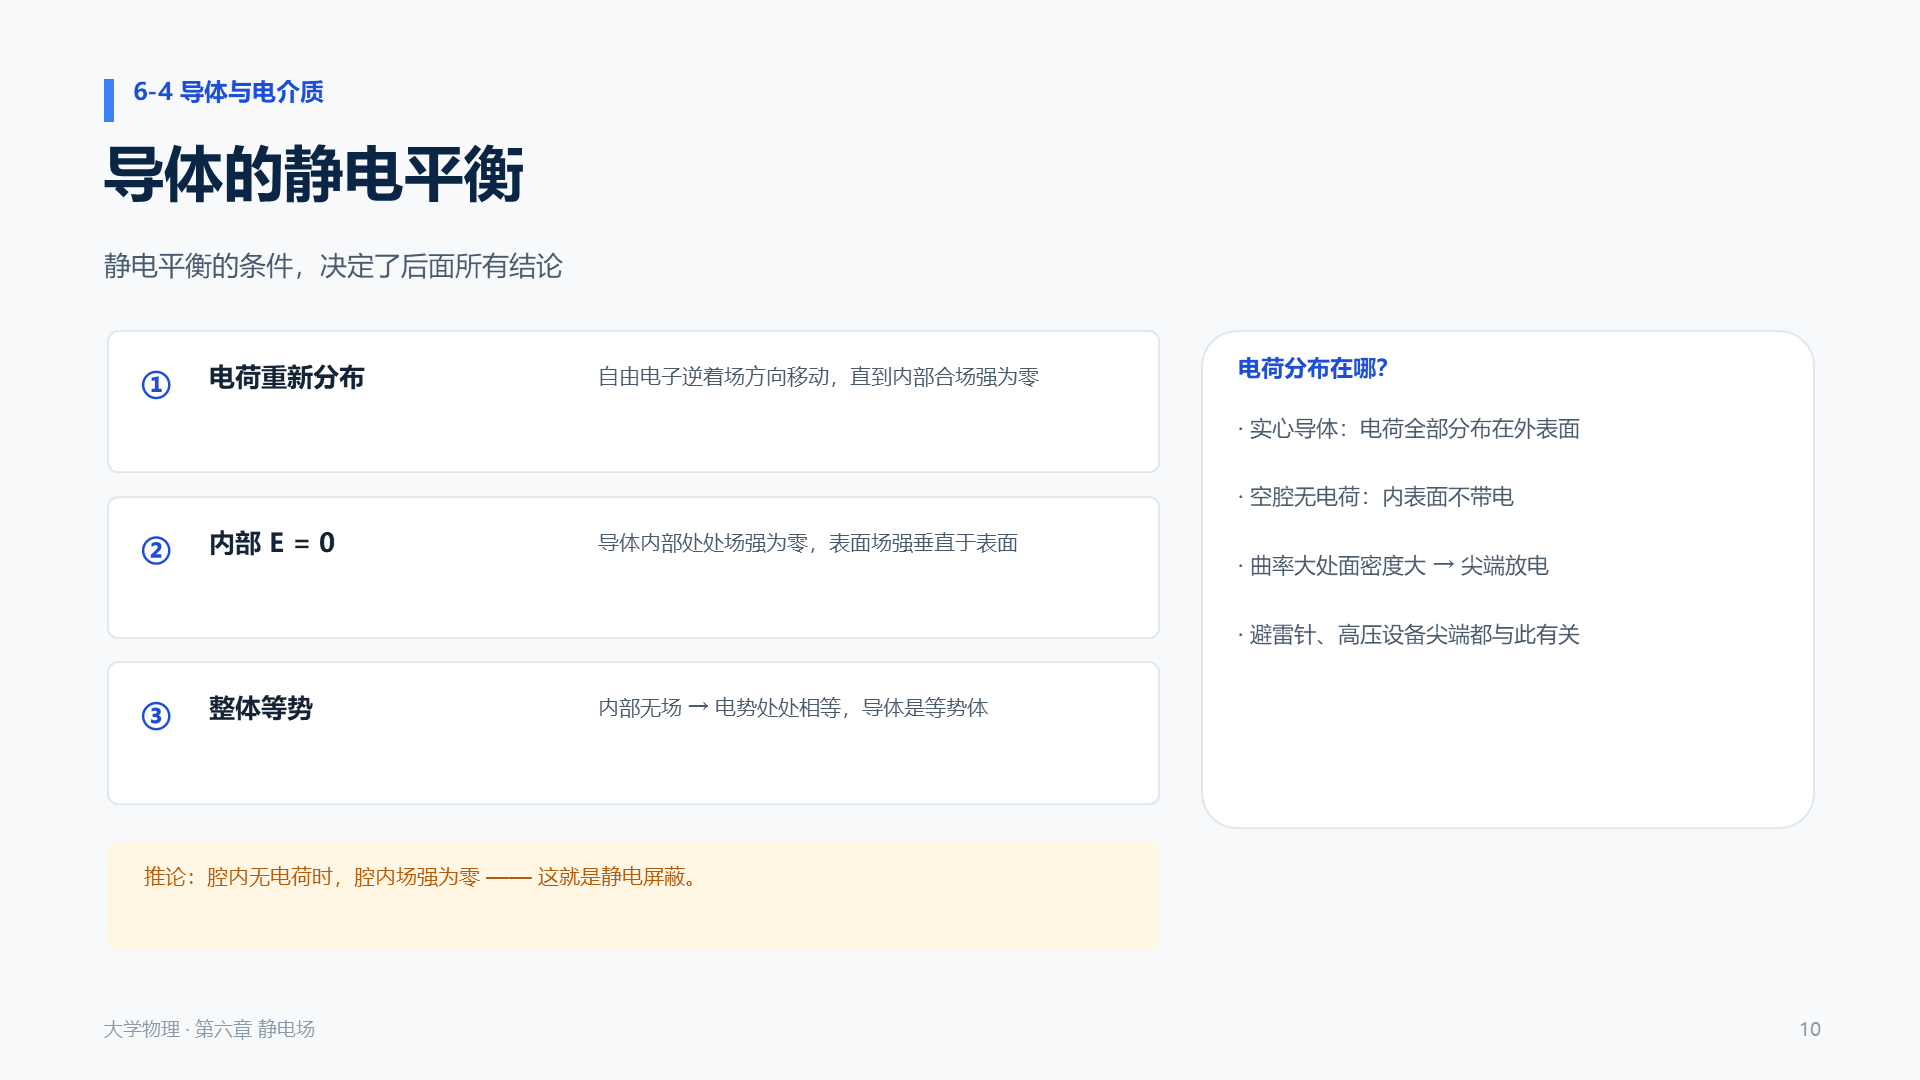 6-4 导体与电介质
导体的静电平衡
静电平衡的条件，决定了后面所有结论
① 电荷重新分布 自由电子逆着场方向移动，直到内部合场强为零
② 内部 E = 0 导体内部处处场强为零，表面场强垂直于表面
③ 整体等势 内部无场 → 电势处处相等，导体是等势体
推论：腔内无电荷时，腔内场强为零 —— 这就是静电屏蔽。
电荷分布在哪？
· 实心导体：电荷全部分布在外表面
· 空腔无电荷：内表面不带电
· 曲率大处面密度大 → 尖端放电
· 避雷针、高压设备尖端都与此有关
大学物理 · 第六章 静电场
10